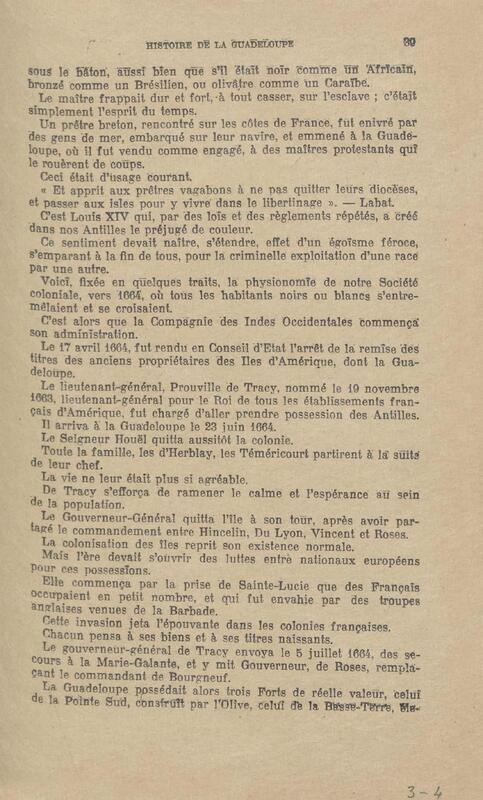 HISTOIRE DE LA GUADELOUPE 39
sous le bâton, aussi bien que s'il était noir comme un Africain,
bronzé comme un Brésilien, ou olivâtre comme un Caraïbe.
Le maître frappait dur et fort, à tout casser, sur l'esclave ; c'était
simplement l'esprit du temps.
Un prêtre breton, rencontré sur les côtes de France, fut enivré par
des gens de mer, embarqué sur leur navire, et emmené à la Guade-
loupe, où il fut vendu comme engagé, à des maîtres protestants qui
le rouèrent de coups.
Ceci était d'usage courant.
« Et apprit aux prêtres vagabons à ne pas quitter leurs diocèses,
et passer aux isles pour y vivre dans le libertinage ». — Labat.
C'est Louis XIV qui, par des lois et des règlements répétés, a créé
dans nos Antilles le préjugé de couleur.
Ce sentiment devait naître, s'étendre, effet d'un égoïsme féroce,
s'emparant à la fin de tous, pour la criminelle exploitation d'une race
par une autre.
Voici, fixée en quelques traits, la physionomie de notre Société
coloniale, vers 1664, où tous les habitants noirs ou blancs s'entre-
mêlaient et se croisaient.
C'est alors que la Compagnie des Indes Occidentales commença
son administration.
Le 17 avril 1664, fut rendu en Conseil d'Etat l'arrêt de la remise des
titres des anciens propriétaires des Iles d'Amérique, dont la Gua-
deloupe.
Le lieutenant-général, Prouville de Tracy, nommé le 19 novembre
1663, lieutenant-général pour le Roi de tous les établissements fran-
çais d'Amérique, fut chargé d'aller prendre possession des Antilles.
Il arriva à la Guadeloupe le 23 juin 1664.
Le Seigneur Houël quitta aussitôt la colonie.
Toute la famille, les d'Herblay, les Téméricourt partirent à la suite
de leur chef.
La vie ne leur était plus si agréable.
De Tracy s'efforça de ramener le calme et l'espérance au sein
de la population.
Le Gouverneur-Général quitta l'île à son tour, après avoir par-
tagé le commandement entre Hincelin, Du Lyon, Vincent et Roses.
La colonisation des îles reprit son existence normale.
Mais l'ère devait s'ouvrir des luttes entre nationaux européens
pour ces possessions.
Elle commença par la prise de Sainte-Lucie que des Français
occupaient en petit nombre, et qui fut envahie par des troupes
anglaises venues de la Barbade.
Cette invasion jeta l'épouvante dans les colonies françaises.
Chacun pensa à ses biens et à ses titres naissants.
Le gouverneur-général de Tracy envoya le 5 juillet 1664, des se-
cours à la Marie-Galante, et y mit Gouverneur, de Roses, rempla-
çant le commandant de Bourgneuf.
La Guadeloupe possédait alors trois Forts de réelle valeur, celui
de la Pointe Sud, construit par l'Olive, celui de la Basse-Terre,
3-4